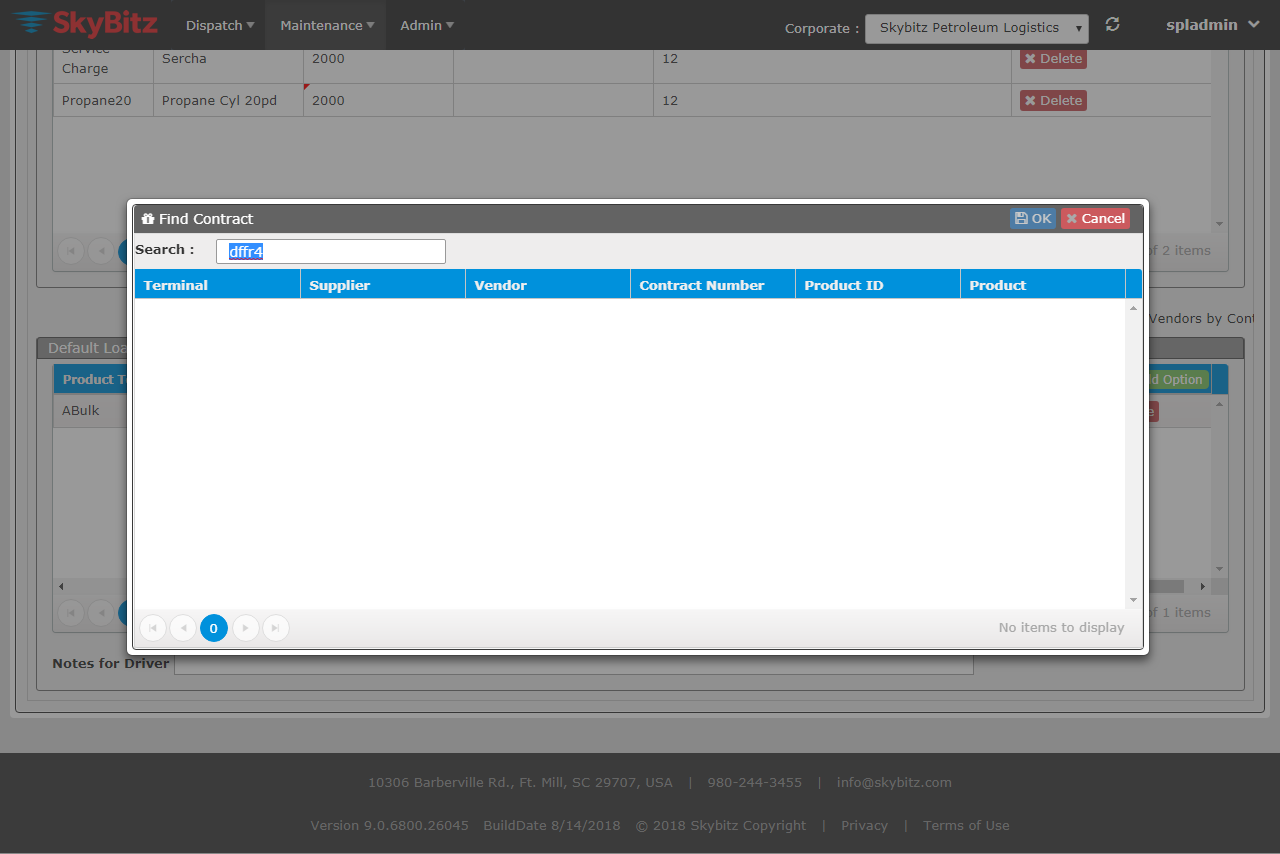 SkyBitz Dispatch Maintenance Admin Corporate : Skybitz Petroleum Logistics spladmin
Service Charge Sercha 2000 12 Delete
Propane20 Propane Cyl 20pd 2000 12 Delete
of 2 items
Find Contract OK Cancel
Search : dffr4
Terminal Supplier Vendor Contract Number Product ID Product
0 No items to display
Vendors by Cont
Default Loa
Product T d Option
ABulk e
of 1 items
Notes for Driver
10306 Barberville Rd., Ft. Mill, SC 29707, USA | 980-244-3455 | info@skybitz.com
Version 9.0.6800.26045 BuildDate 8/14/2018 © 2018 Skybitz Copyright | Privacy | Terms of Use